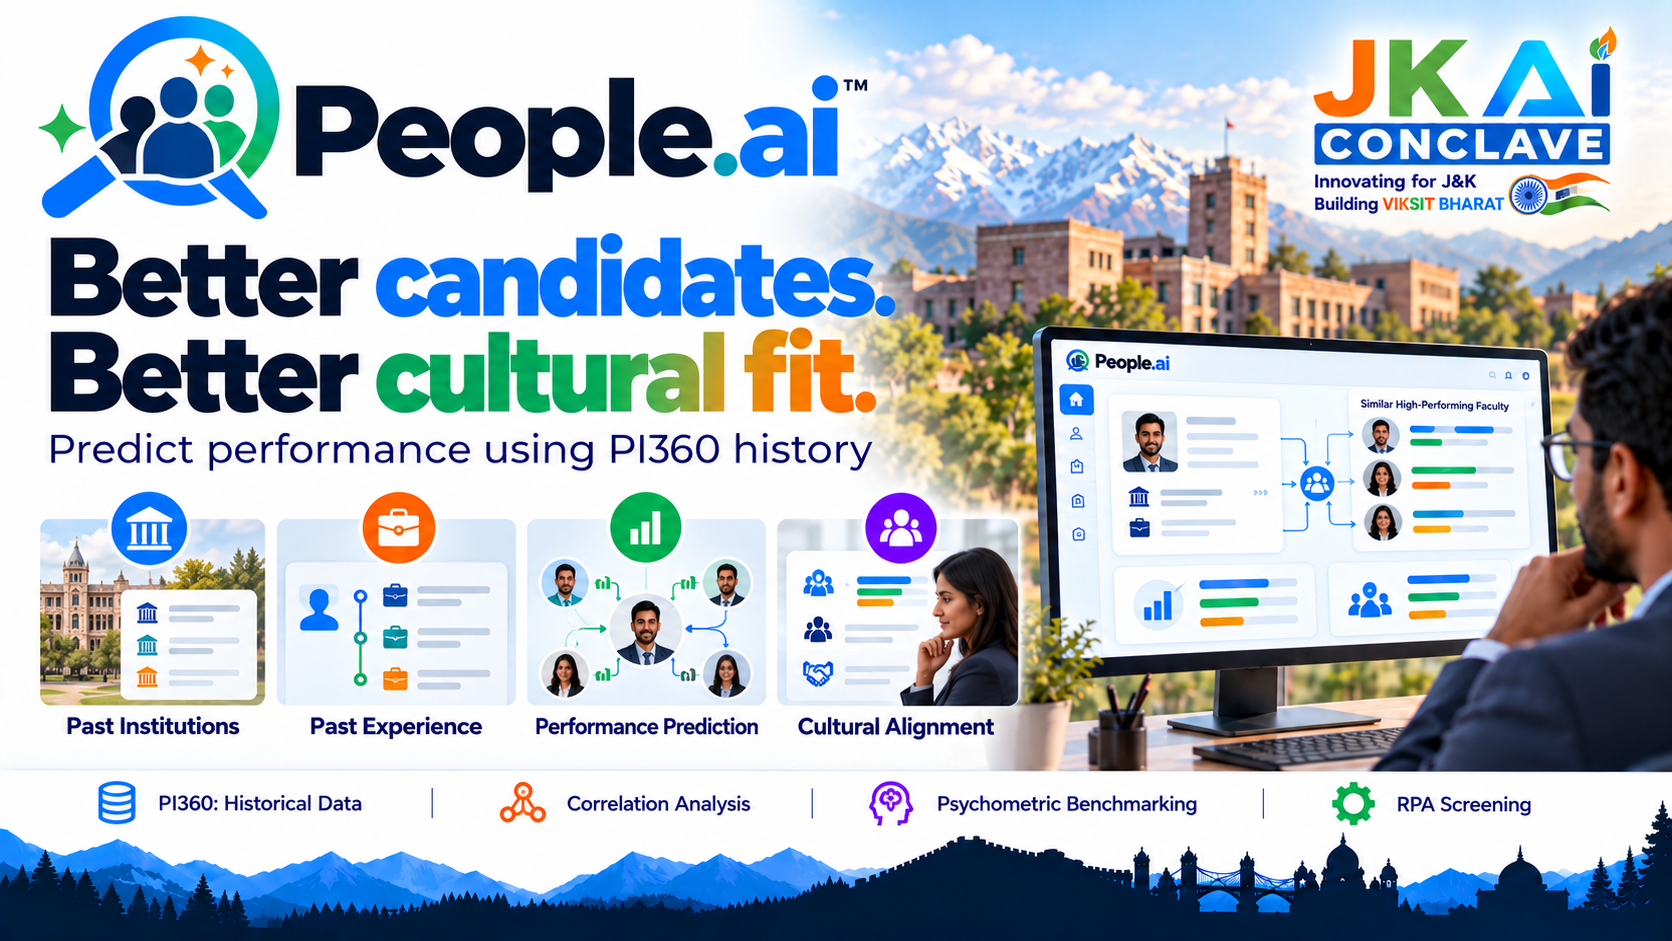 People.ai™
JKAi
CONCLAVE
Innovating for J&K
Building VIKSIT BHARAT
Better candidates.
Better cultural fit.
Predict performance using PI360 history
People.ai
Similar High-Performing Faculty
Past Institutions
Past Experience
Performance Prediction
Cultural Alignment
PI360: Historical Data
Correlation Analysis
Psychometric Benchmarking
RPA Screening